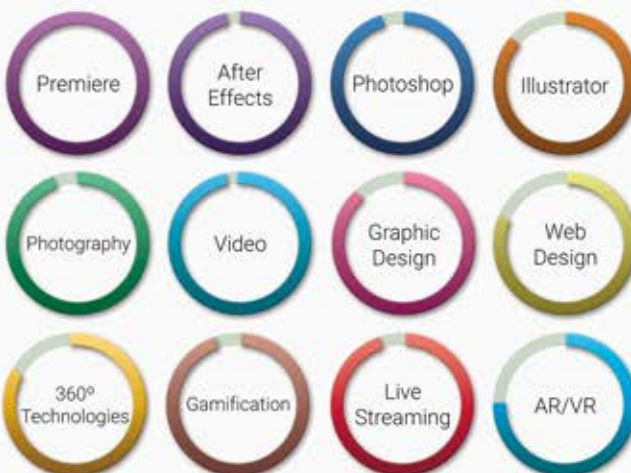 Premiere
After
Effects
Photoshop
Illustrator
Photography
Video
Graphic
Design
Web
Design
360º
Technologies
Gamification
Live
Streaming
AR/VR